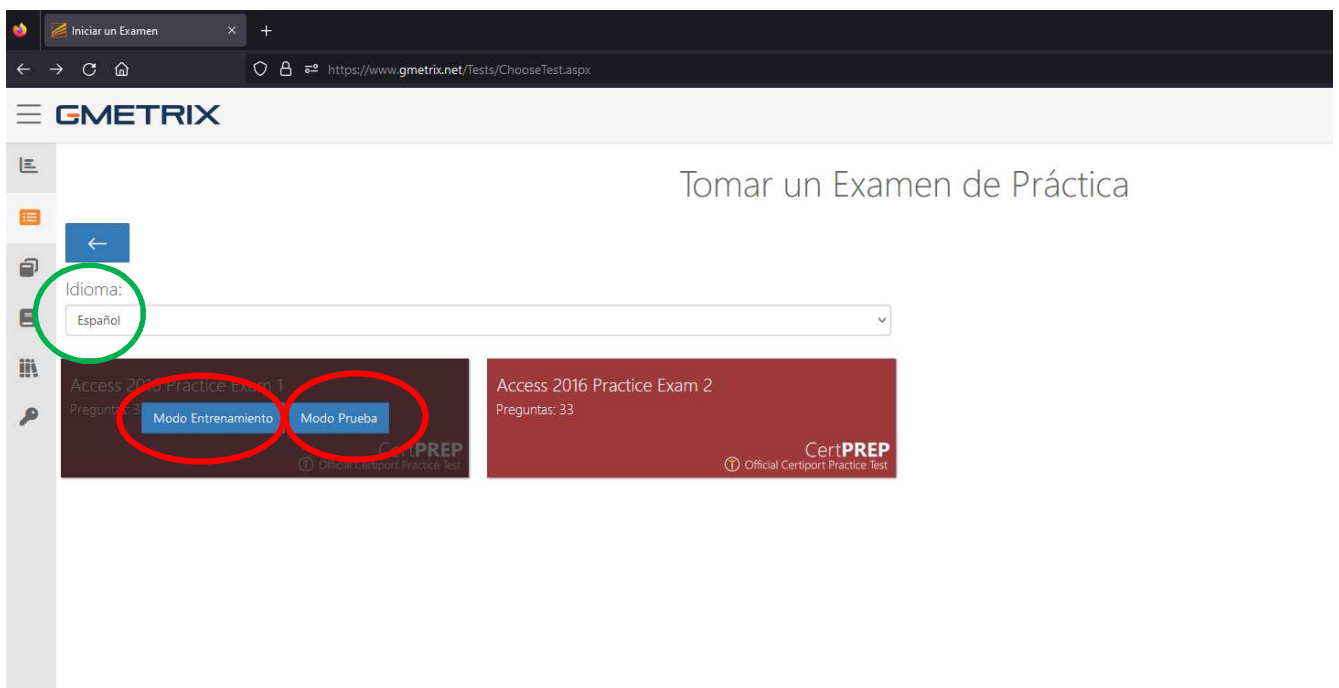 Iniciar un Examen
https://www.gmetrix.net/Tests/ChooseTest.aspx
GMETRIX
Tomar un Examen de Práctica
Idioma:
Español
Access 2016 Practice Exam 1
Preguntas: 3
Modo Entrenamiento
Modo Prueba
CertPREP
Official Certiport Practice Test
Access 2016 Practice Exam 2
Preguntas: 33
CertPREP
Official Certiport Practice Test